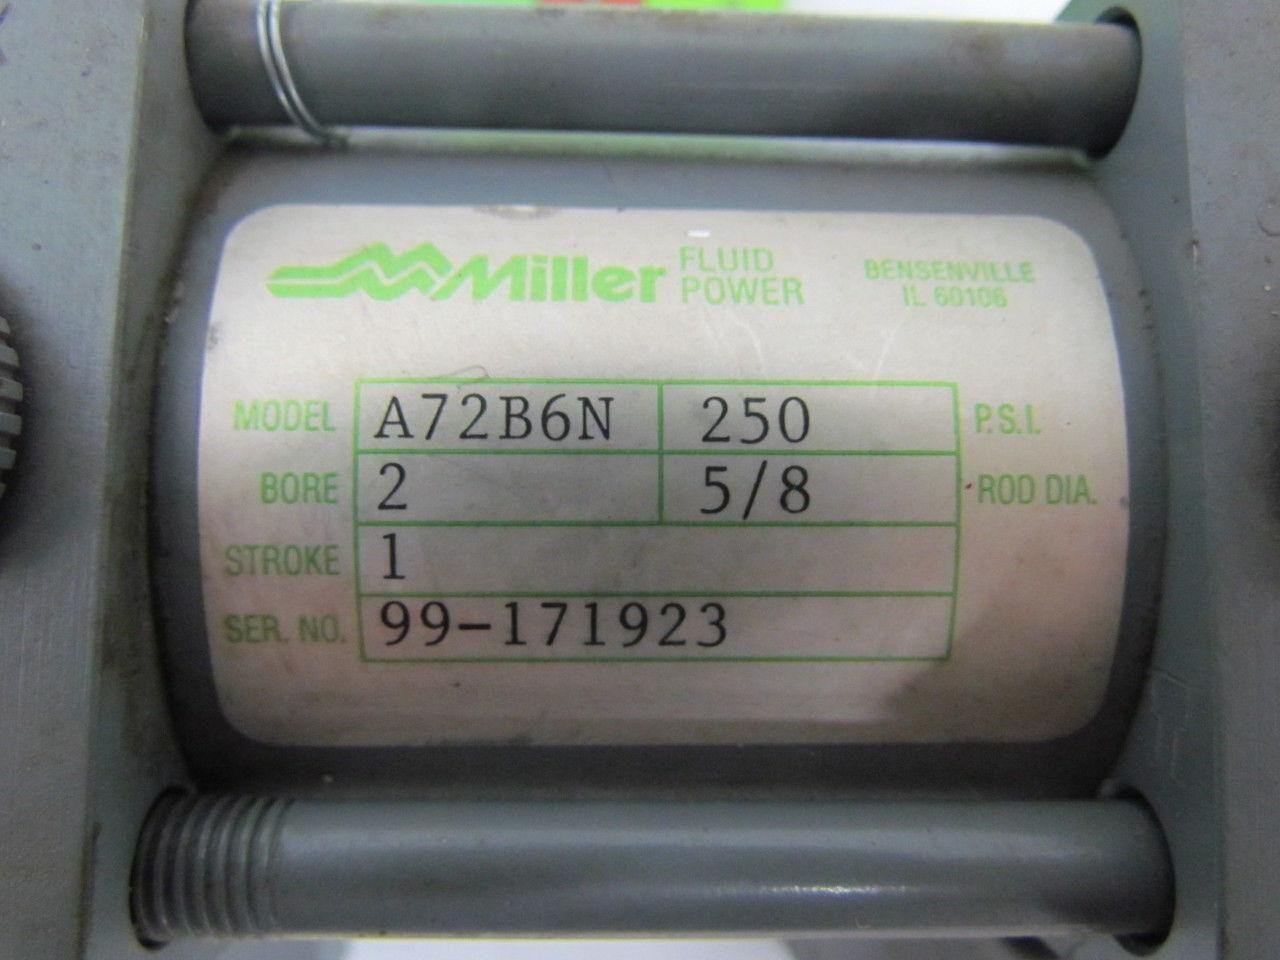 Miller FLUID POWER
BENSENVILLE
IL 60106
MODEL A72B6N 250 P.S.I.
BORE 2 5/8 ROD DIA.
STROKE 1
SER. NO. 99-171923